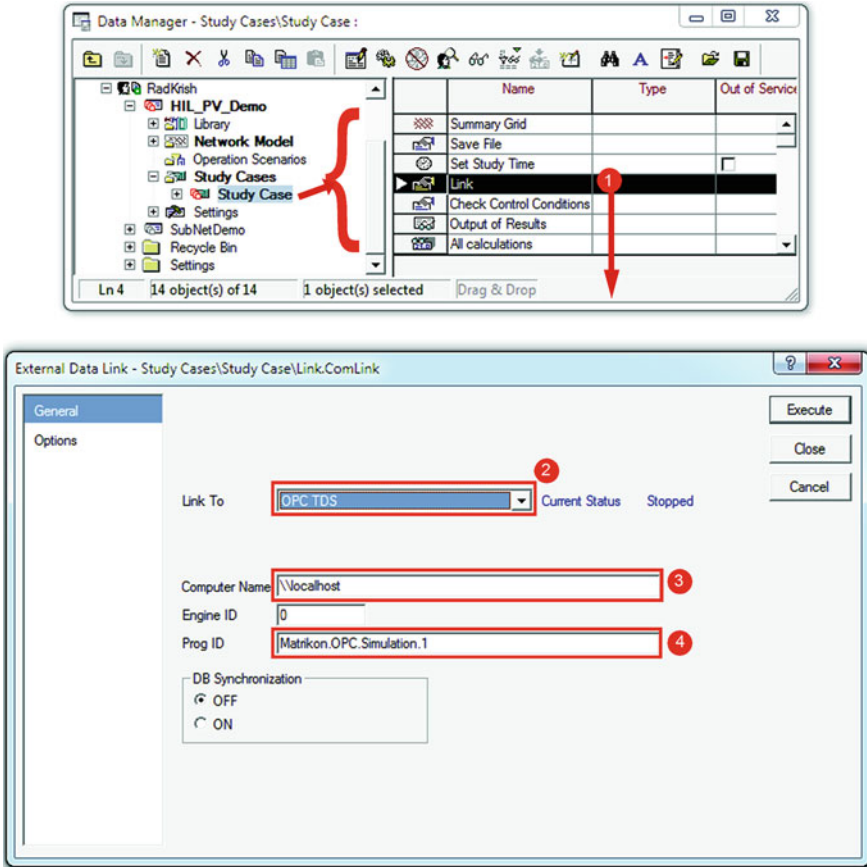 Data Manager - Study Cases\Study Case :
Name Type Out of Service
RadKrish
HIL_PV_Demo
Library
Network Model
Operation Scenarios
Study Cases
Study Case
Settings
SubNetDemo
Recycle Bin
Settings
Summary Grid
Save File
Set Study Time
Link
1
Check Control Conditions
Output of Results
All calculations
Ln 4 14 object(s) of 14 1 object(s) selected Drag & Drop
External Data Link - Study Cases\Study Case\Link.ComLink
General
Options
Execute
Close
Cancel
2
Link To OPC TDS Current Status Stopped
Computer Name \\localhost 3
Engine ID 0
Prog ID Matrikon.OPC.Simulation.1 4
DB Synchronization
OFF
ON